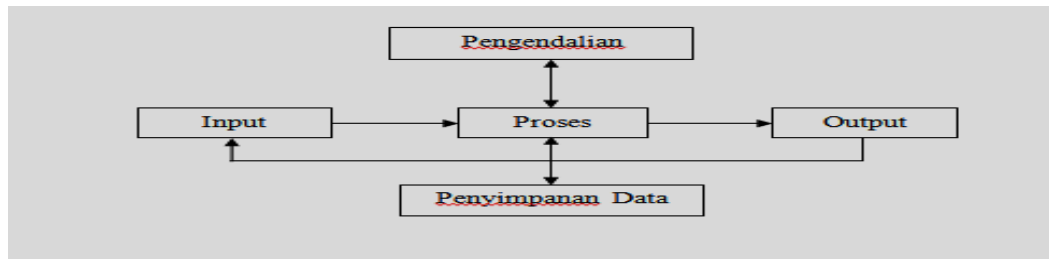 Pengendalian
Input
Proses
Output
Penyimpanan Data